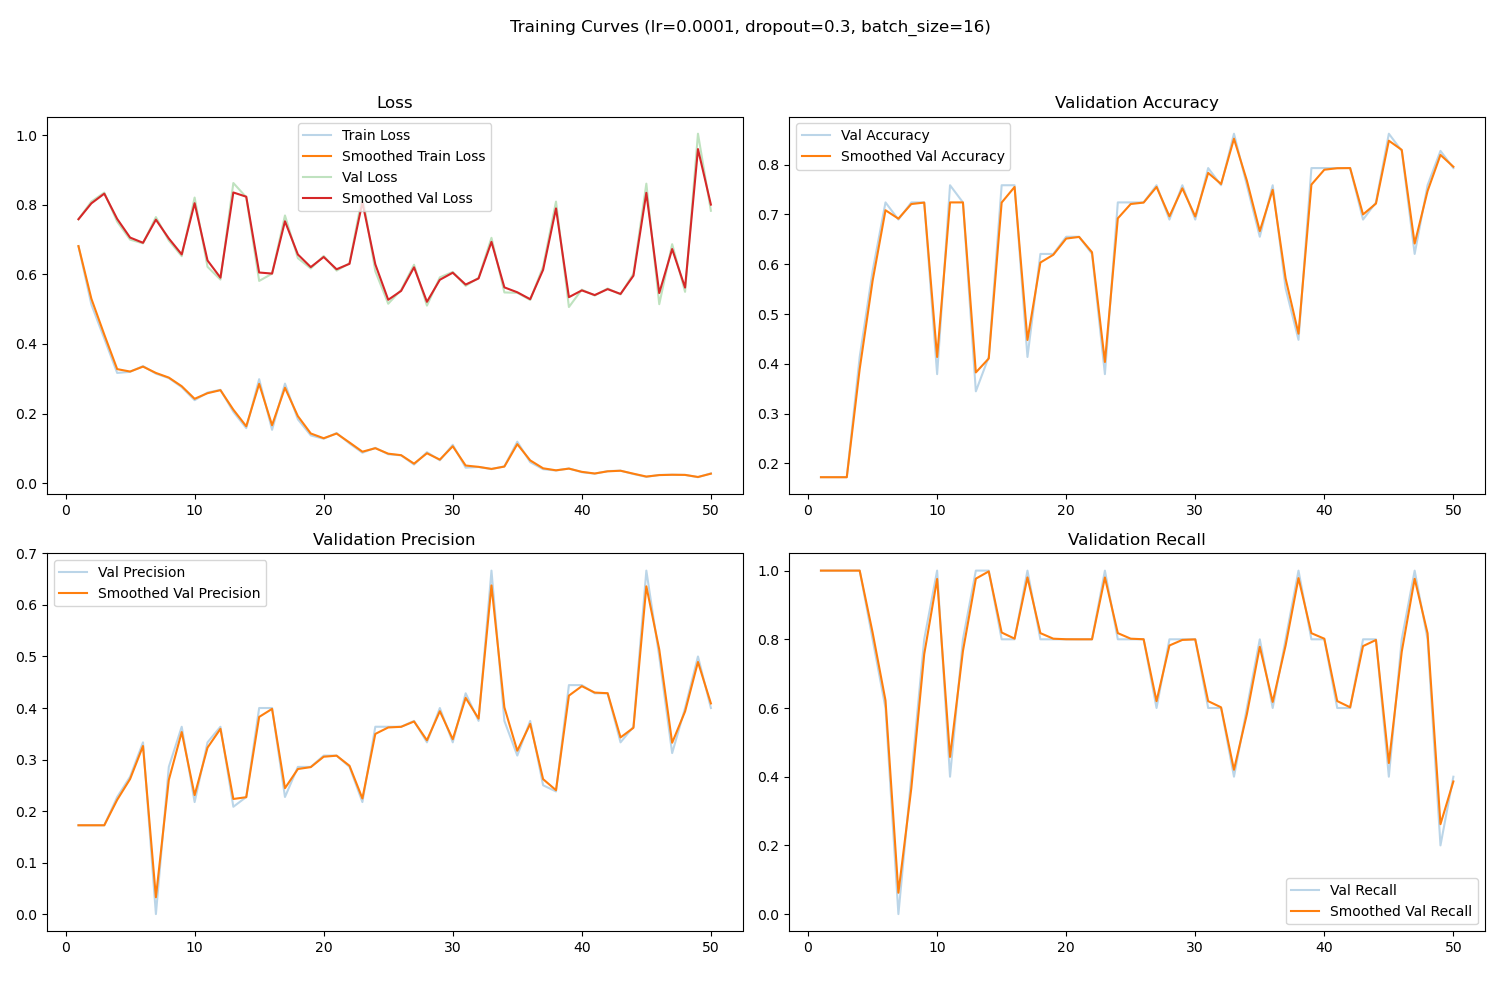 Training Curves (lr=0.0001, dropout=0.3, batch_size=16)
Loss
1.0
0.8
0.6
0.4
0.2
0.0
0 10 20 30 40 50
Train Loss
Smoothed Train Loss
Val Loss
Smoothed Val Loss
Validation Accuracy
0.8
0.7
0.6
0.5
0.4
0.3
0.2
0 10 20 30 40 50
Val Accuracy
Smoothed Val Accuracy
Validation Precision
0.7
0.6
0.5
0.4
0.3
0.2
0.1
0.0
0 10 20 30 40 50
Val Precision
Smoothed Val Precision
Validation Recall
1.0
0.8
0.6
0.4
0.2
0.0
0 10 20 30 40 50
Val Recall
Smoothed Val Recall